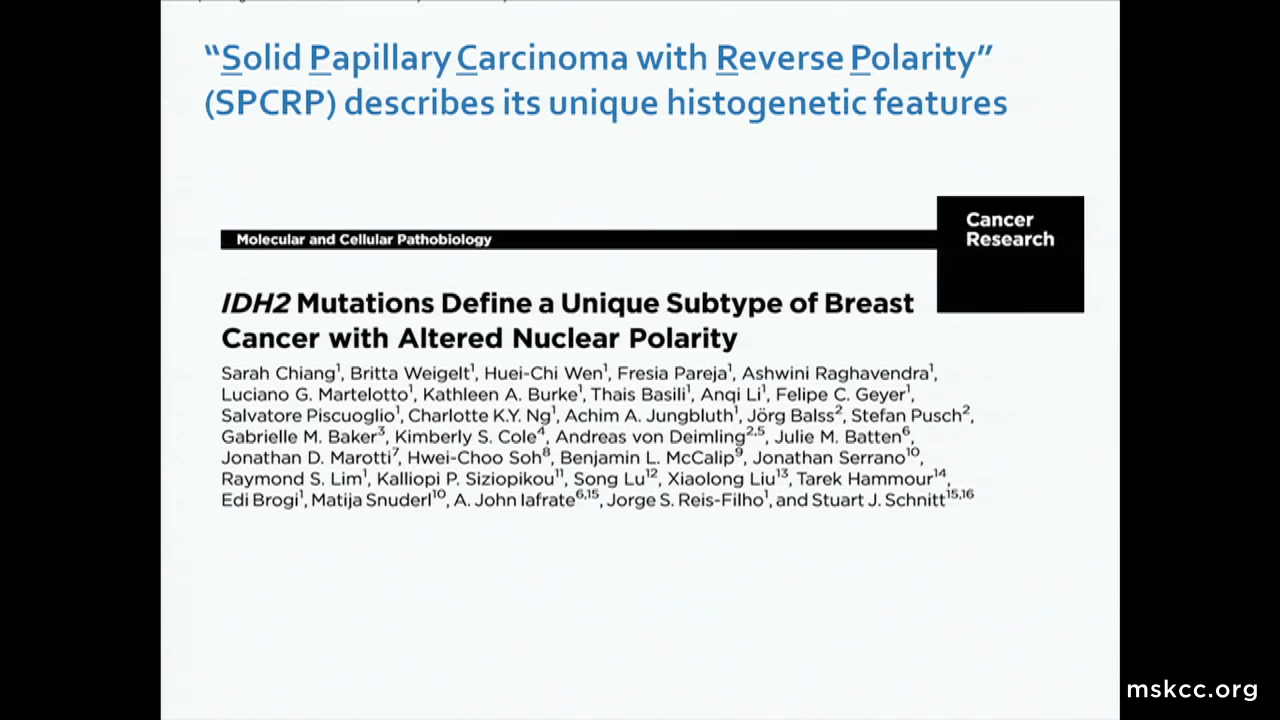 “Solid Papillary Carcinoma with Reverse Polarity”
(SPCRP) describes its unique histogenetic features
Cancer
Research
Molecular and Cellular Pathobiology
IDH2 Mutations Define a Unique Subtype of Breast
Cancer with Altered Nuclear Polarity
Sarah Chiang¹, Britta Weigelt¹, Huei-Chi Wen¹, Fresia Pareja¹, Ashwini Raghavendra¹,
Luciano G. Martelotto¹, Kathleen A. Burke¹, Thais Basili¹, Anqi Li¹, Felipe C. Geyer¹,
Salvatore Piscuoglio¹, Charlotte K.Y. Ng¹, Achim A. Jungbluth¹, Jörg Balss², Stefan Pusch²,
Gabrielle M. Baker³, Kimberly S. Cole⁴, Andreas von Deimling²,⁵, Julie M. Batten⁶,
Jonathan D. Marotti⁷, Hwei-Choo Soh⁸, Benjamin L. McCalip⁹, Jonathan Serrano¹⁰,
Raymond S. Lim¹, Kalliopi P. Siziopikou¹¹, Song Lu¹², Xiaolong Liu¹³, Tarek Hammour¹⁴,
Edi Brogi¹, Matija Snuderl¹⁰, A. John Iafrate⁶,¹⁵, Jorge S. Reis-Filho¹, and Stuart J. Schnitt¹⁵,¹⁶
mskcc.org